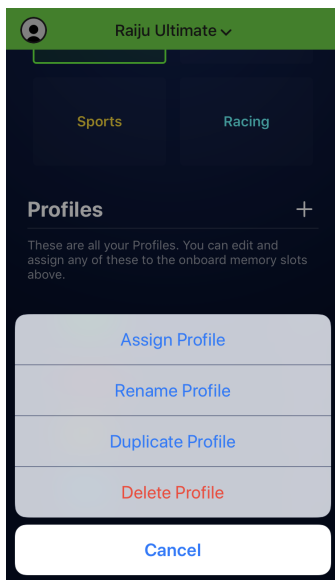 Raiju Ultimate
Sports
Racing
Profiles
These are all your Profiles. You can edit and
assign any of these to the onboard memory slots
above.
Assign Profile
Rename Profile
Duplicate Profile
Delete Profile
Cancel